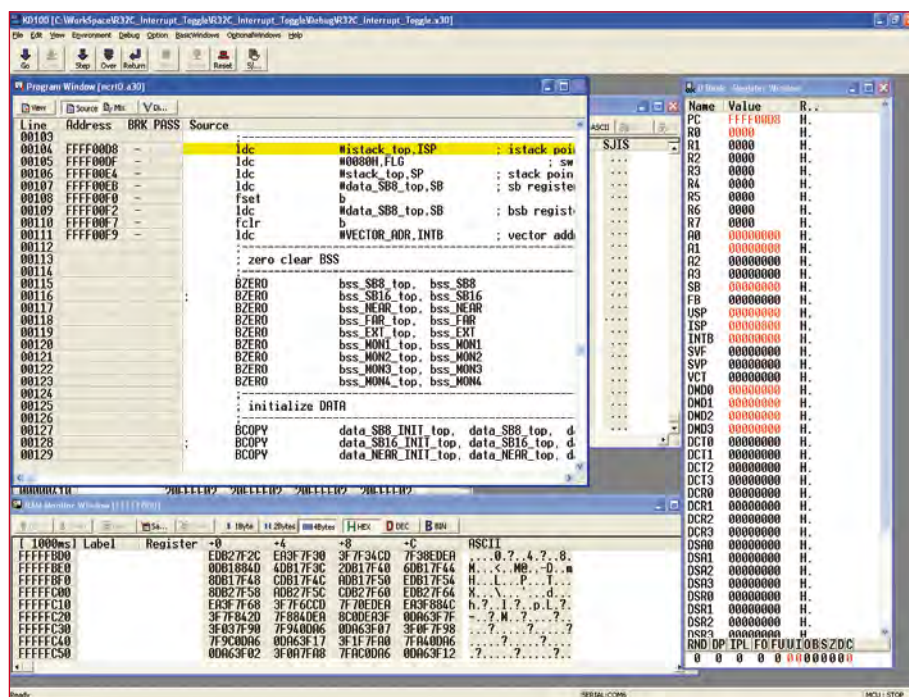 KD100 [C:\WorkSpace\R32C_Interrupt_Toggle\R32C_Interrupt_Toggle\Debug\R32C_Interrupt_Toggle.x30]
File Edit View Environment Debug Option BasicWindows OptionalWindows Help
Go Step Over Return Reset
Program Window [ncrt0.a30]
View Source Mix
Line Address BRK PASS Source
00103 ;----------------------------------------------------
00104 FFFF00D8 - ldc #istack_top,ISP ; istack poin
00105 FFFF00DF - ldc #0080H,FLG ; sw
00106 FFFF00E4 - ldc #stack_top,SP ; stack poin
00107 FFFF00EB - ldc #data_SB8_top,SB ; sb registe
00108 FFFF00F0 - fset b
00109 FFFF00F2 - ldc #data_SB8_top,SB ; bsb regist
00110 FFFF00F7 - fclr b
00111 FFFF00F9 - ldc #VECTOR_ADR,INTB ; vector add
00112 ;----------------------------------------------------
00113 ; zero clear BSS
00114 ;----------------------------------------------------
00115 BZERO bss_SB8_top, bss_SB8
00116 ; BZERO bss_SB16_top, bss_SB16
00117 BZERO bss_NEAR_top, bss_NEAR
00118 BZERO bss_FAR_top, bss_FAR
00119 BZERO bss_EXT_top, bss_EXT
00120 BZERO bss_MON1_top, bss_MON1
00121 BZERO bss_MON2_top, bss_MON2
00122 BZERO bss_MON3_top, bss_MON3
00123 BZERO bss_MON4_top, bss_MON4
00124 ;----------------------------------------------------
00125 ; initialize DATA
00126 ;----------------------------------------------------
00127 BCOPY data_SB8_INIT_top, data_SB8_top, d
00128 ; BCOPY data_SB16_INIT_top, data_SB16_top, d
00129 BCOPY data_NEAR_INIT_top, data_NEAR_top, d
ASCII
SJIS
Register Window
Name Value R..
PC FFFF00D8 H.
R0 0000 H.
R1 0000 H.
R2 0000 H.
R3 0000 H.
R4 0000 H.
R5 0000 H.
R6 0000 H.
R7 0000 H.
A0 00000000 H.
A1 00000000 H.
A2 00000000 H.
A3 00000000 H.
SB 00000000 H.
FB 00000000 H.
USP 00000000 H.
ISP 00000800 H.
INTB 00000000 H.
SVF 00000000 H.
SVP 00000000 H.
VCT 00000000 H.
DMD0 00000000 H.
DMD1 00000000 H.
DMD2 00000000 H.
DMD3 00000000 H.
DCT0 00000000 H.
DCT1 00000000 H.
DCT2 00000000 H.
DCT3 00000000 H.
DCR0 00000000 H.
DCR1 00000000 H.
DCR2 00000000 H.
DCR3 00000000 H.
DSA0 00000000 H.
DSA1 00000000 H.
DSA2 00000000 H.
DSA3 00000000 H.
DSR0 00000000 H.
DSR1 00000000 H.
DSR2 00000000 H.
DSR3 00000000 H.
RND DP IPL FO FU U I O B S Z D C
0 0 0 0 0 0 0 0 0 0 0 0 0
RAM Monitor Window [FFFFF000]
1Byte 2Bytes 4Bytes HEX DEC BIN
[ 1000ms] Label Register +0 +4 +8 +C ASCII
FFFFFBD0 EDB27F2C EA3F7F30 3F7F34CD 7F38EDEA ....0.?..4.?..8.
FFFFFBE0 0DB1884D 4DB17F3C 2DB17F40 6DB17F44 M...<..M@..-D..m
FFFFFBF0 8DB17F48 CDB17F4C ADB17F50 EDB17F54 H...L...P...T...
FFFFFC00 8DB27F58 ADB27F5C CDB27F60 EDB27F64 X...\...`...d...
FFFFFC10 EA3F7F68 3F7F6CCD 7F70EDEA EA3F884C h.?..l.?..pL.?.
FFFFFC20 3F7F842D 7F884DEA 8C0DEA3F 0DA63F7F
FFFFFC30 3F037F90 7F940DA6 0DA63F07 3F0F7F98
FFFFFC40 7F9C0DA6 0DA63F17 3F1F7FA0 7FA40DA6
FFFFFC50 0DA63F02 3F0A7FA8 7FAC0DA6 0DA63F12
Ready SERIAL:COM6 MCU : STOP